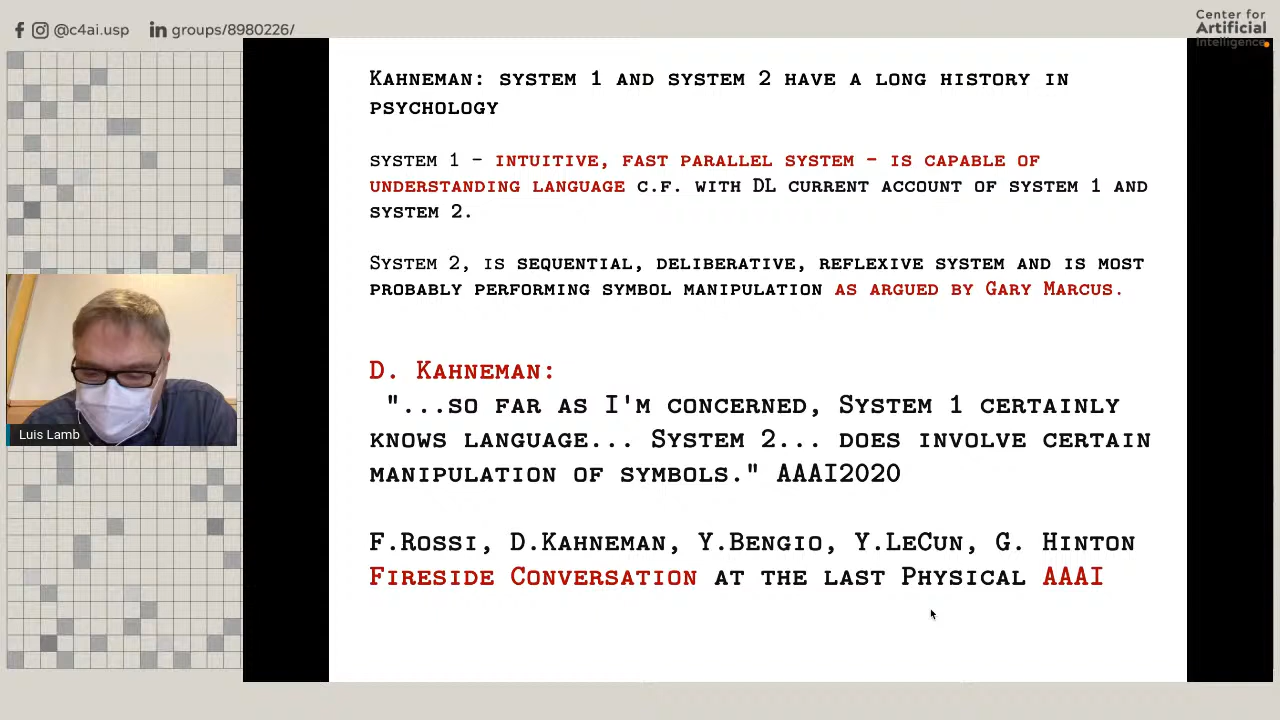 @c4ai.usp groups/8980226/
Center for
Artificial
Intelligence
KAHNEMAN: SYSTEM 1 AND SYSTEM 2 HAVE A LONG HISTORY IN
PSYCHOLOGY
SYSTEM 1 - INTUITIVE, FAST PARALLEL SYSTEM - IS CAPABLE OF
UNDERSTANDING LANGUAGE C.F. WITH DL CURRENT ACCOUNT OF SYSTEM 1 AND
SYSTEM 2.
SYSTEM 2, IS SEQUENTIAL, DELIBERATIVE, REFLEXIVE SYSTEM AND IS MOST
PROBABLY PERFORMING SYMBOL MANIPULATION AS ARGUED BY GARY MARCUS.
D. KAHNEMAN:
"...SO FAR AS I'M CONCERNED, SYSTEM 1 CERTAINLY
KNOWS LANGUAGE... SYSTEM 2... DOES INVOLVE CERTAIN
MANIPULATION OF SYMBOLS." AAAI2020
F.ROSSI, D.KAHNEMAN, Y.BENGIO, Y.LECUN, G. HINTON
FIRESIDE CONVERSATION AT THE LAST PHYSICAL AAAI
Luis Lamb